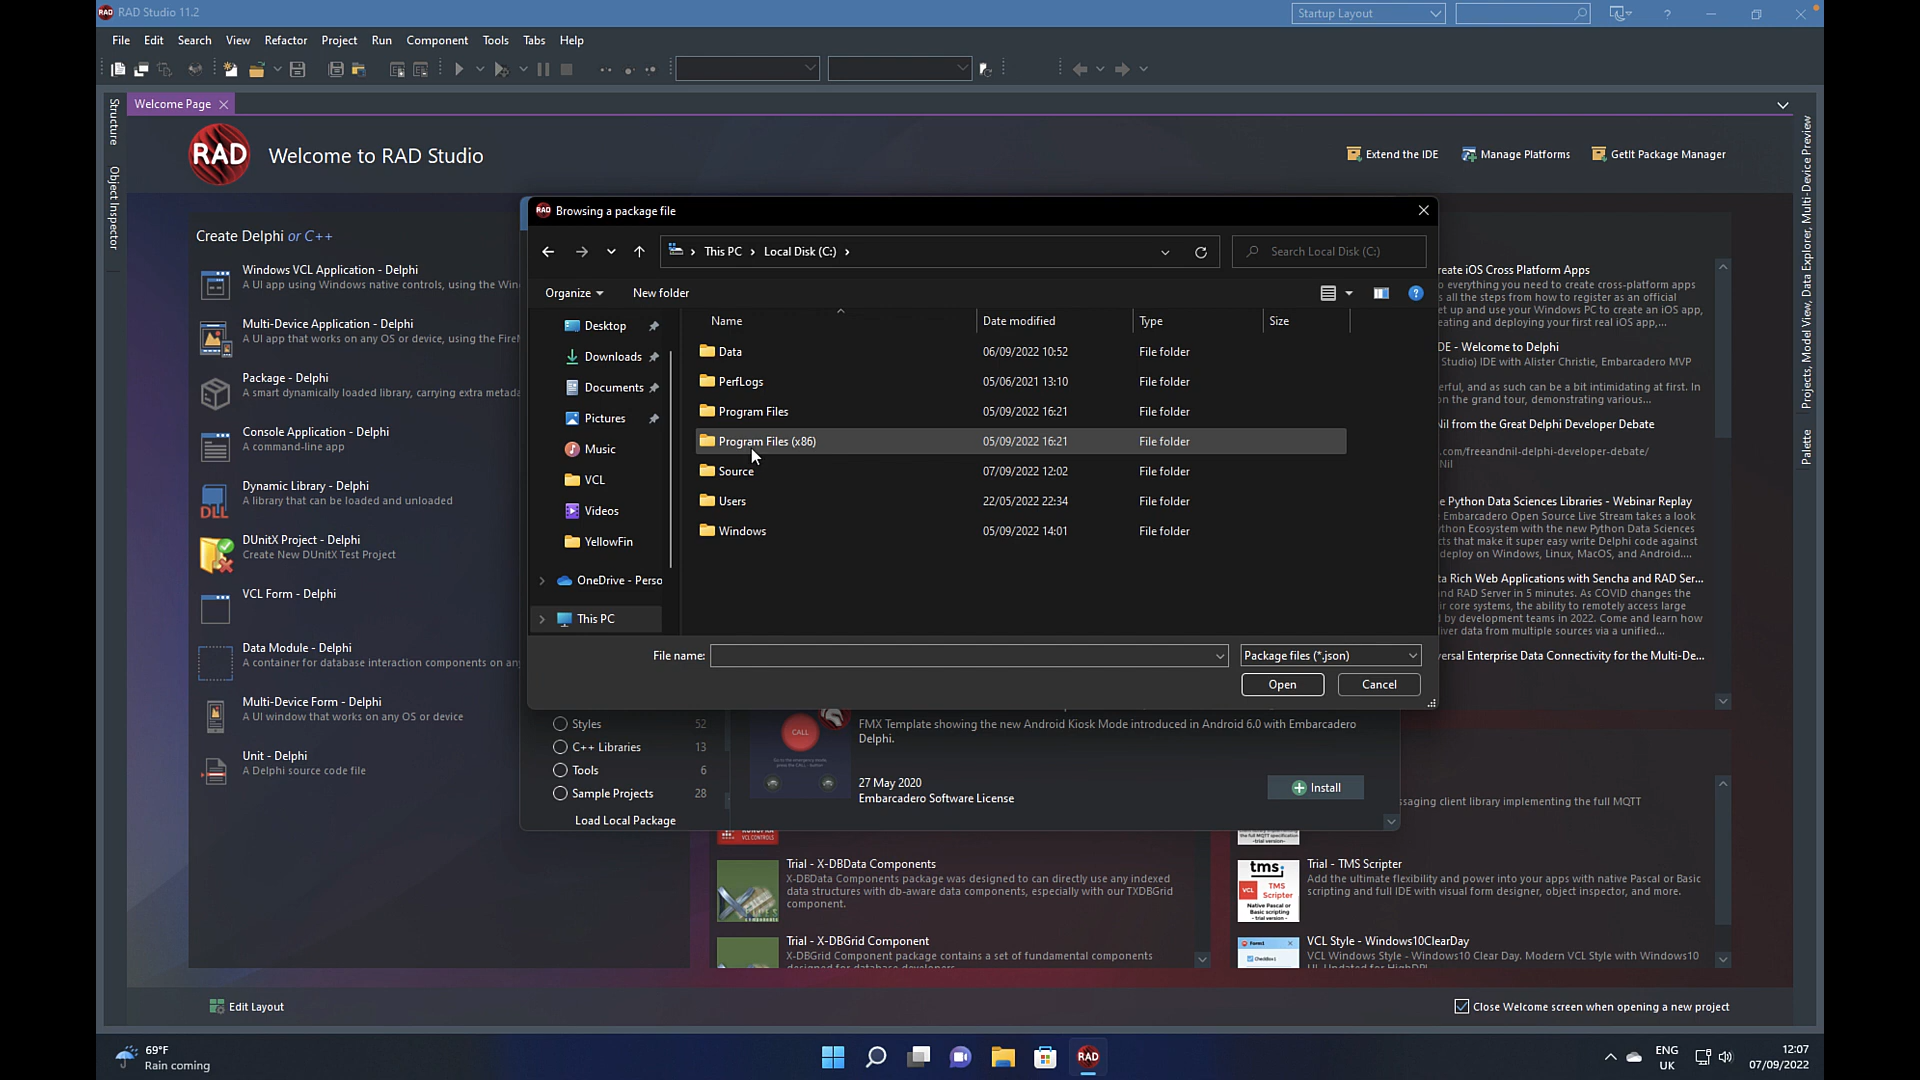 RAD Studio 11.2
Startup Layout
File Edit Search View Refactor Project Run Component Tools Tabs Help
Welcome Page
Structure
Object Inspector
RAD Welcome to RAD Studio
Extend the IDE Manage Platforms GetIt Package Manager
Projects, Model View, Data Explorer, Multi-Device Preview
Palette
Create Delphi or C++
Windows VCL Application - Delphi
A UI app using Windows native controls, using the Win
Multi-Device Application - Delphi
A UI app that works on any OS or device, using the Fire
Package - Delphi
A smart dynamically loaded library, carrying extra metada
Console Application - Delphi
A command-line app
Dynamic Library - Delphi
A library that can be loaded and unloaded
DLL
DUnitX Project - Delphi
Create New DUnitX Test Project
VCL Form - Delphi
Data Module - Delphi
A container for database interaction components on any
Multi-Device Form - Delphi
A UI window that works on any OS or device
Unit - Delphi
A Delphi source code file
Browsing a package file
This PC Local Disk (C:)
Search Local Disk (C:)
Organize New folder
Name Date modified Type Size
Desktop
Downloads
Documents
Pictures
Music
VCL
Videos
YellowFin
OneDrive - Perso
This PC
Data 06/09/2022 10:52 File folder
PerfLogs 05/06/2021 13:10 File folder
Program Files 05/09/2022 16:21 File folder
Program Files (x86) 05/09/2022 16:21 File folder
Source 07/09/2022 12:02 File folder
Users 22/05/2022 22:34 File folder
Windows 05/09/2022 14:01 File folder
File name: Package files (*.json)
Open Cancel
Styles 52
C++ Libraries 13
Tools 6
Sample Projects 28
Load Local Package
CALL
FMX Template showing the new Android Kiosk Mode introduced in Android 6.0 with Embarcadero
Delphi.
27 May 2020
Embarcadero Software License
Install
reate iOS Cross Platform Apps
everything you need to create cross-platform apps
s all the steps from how to register as an official
et up and use your Windows PC to create an iOS app,
eating and deploying your first real iOS app,...
DE - Welcome to Delphi
Studio) IDE with Alister Christie, Embarcadero MVP
erful, and as such can be a bit intimidating at first. In
on the grand tour, demonstrating various...
Nil from the Great Delphi Developer Debate
.com/freeandnil-delphi-developer-debate/
Nil
e Python Data Sciences Libraries - Webinar Replay
Embarcadero Open Source Live Stream takes a look
ython Ecosystem with the new Python Data Sciences
cts that make it super easy write Delphi code against
deploy on Windows, Linux, MacOS, and Android....
ta Rich Web Applications with Sencha and RAD Ser...
nd RAD Server in 5 minutes. As COVID changes the
ir core systems, the ability to remotely access large
d by development teams in 2022. Come and learn how
liver data from multiple sources via a unified...
ersal Enterprise Data Connectivity for the Multi-De...
ssaging client library implementing the full MQTT
VCL CONTROLS
Trial - X-DBData Components
X-DBData Components package was designed to can directly use any indexed
data structures with db-aware data components, especially with our TXDBGrid
component.
Trial - X-DBGrid Component
X-DBGrid Component package contains a set of fundamental components
designed for database developers
tms;
VCL TMS
Scripter
Native Pascal or
Basic scripting
- trial version -
Trial - TMS Scripter
Add the ultimate flexibility and power into your apps with native Pascal or Basic
scripting and full IDE with visual form designer, object inspector, and more.
VCL Style - Windows10ClearDay
VCL Windows Style - Windows10 Clear Day. Modern VCL Style with Windows10
UI. Updated for HighDPI
Edit Layout
Close Welcome screen when opening a new project
69°F
Rain coming
RAD
ENG
UK
12:07
07/09/2022